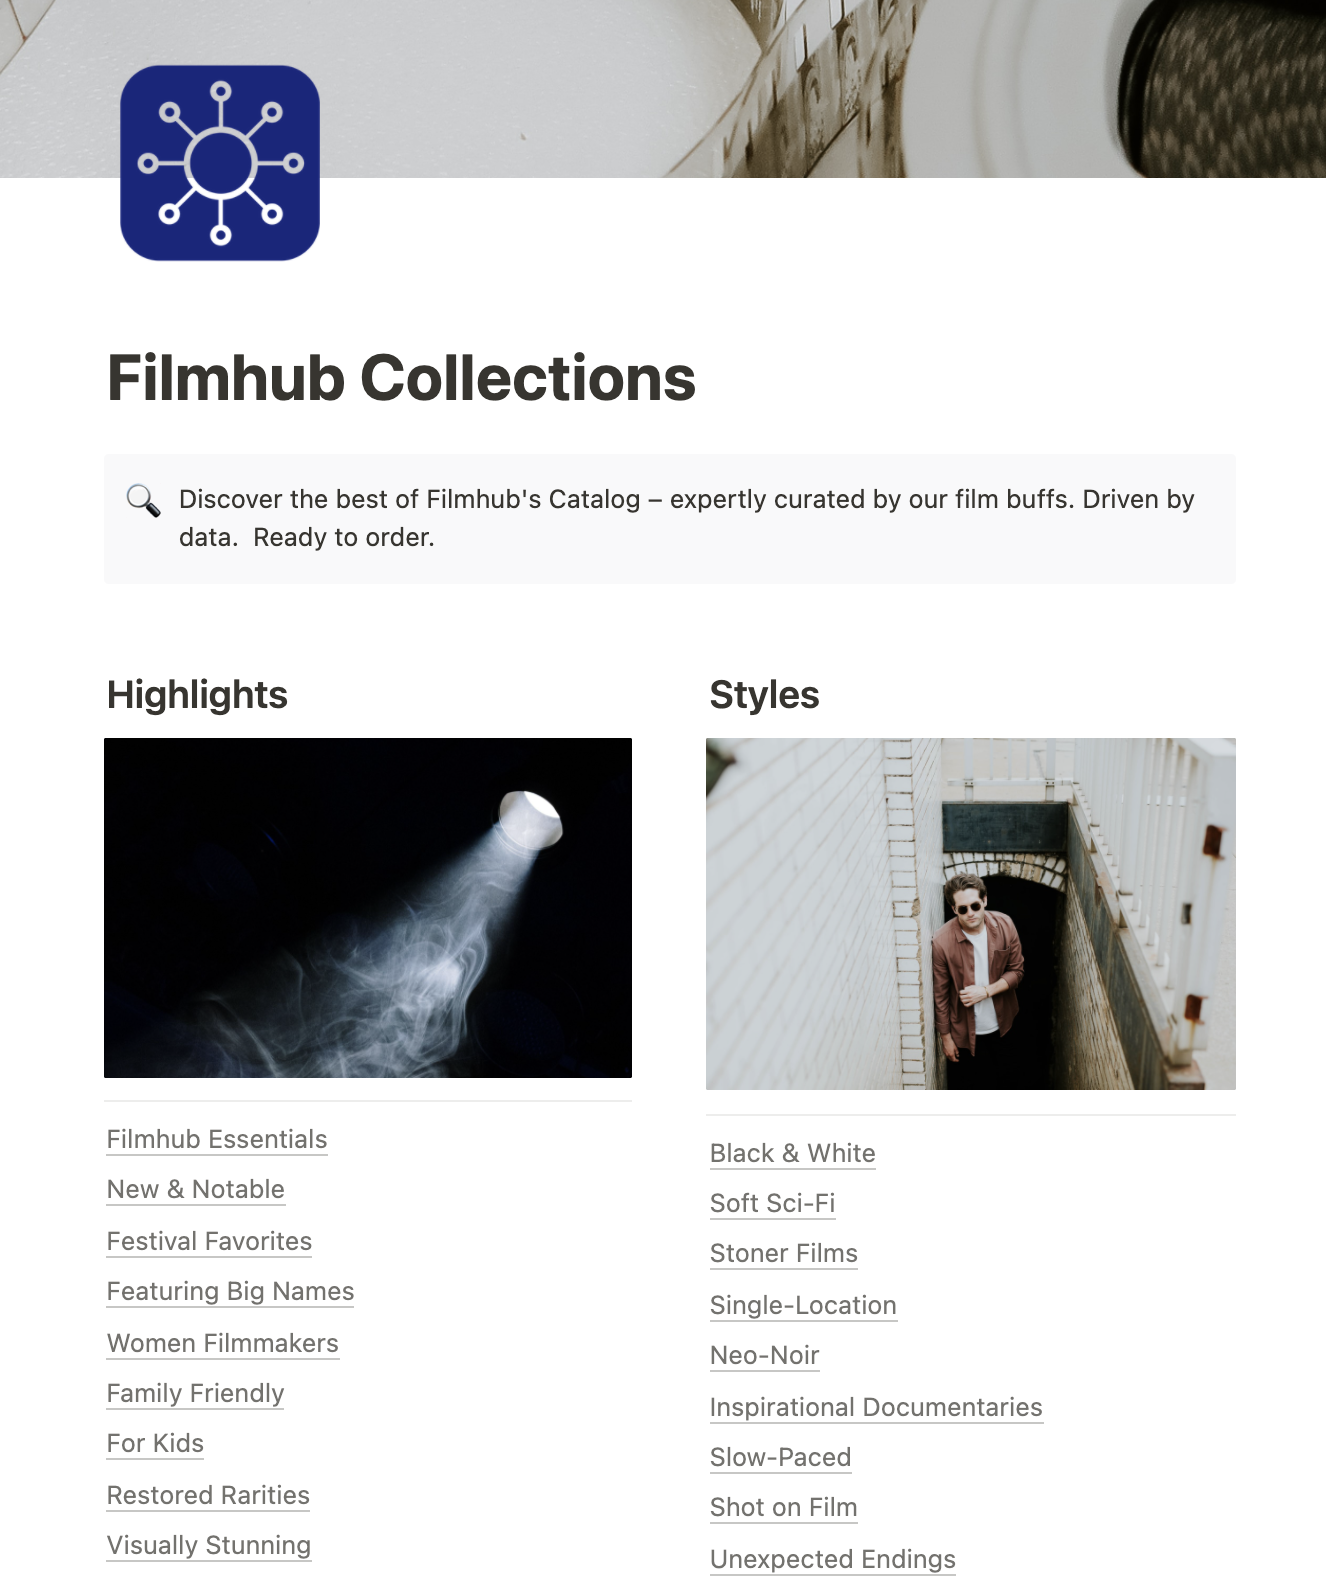 Filmhub Collections
Discover the best of Filmhub's Catalog – expertly curated by our film buffs. Driven by
data.  Ready to order.
Highlights
Filmhub Essentials
New & Notable
Festival Favorites
Featuring Big Names
Women Filmmakers
Family Friendly
For Kids
Restored Rarities
Visually Stunning
Styles
Black & White
Soft Sci-Fi
Stoner Films
Single-Location
Neo-Noir
Inspirational Documentaries
Slow-Paced
Shot on Film
Unexpected Endings